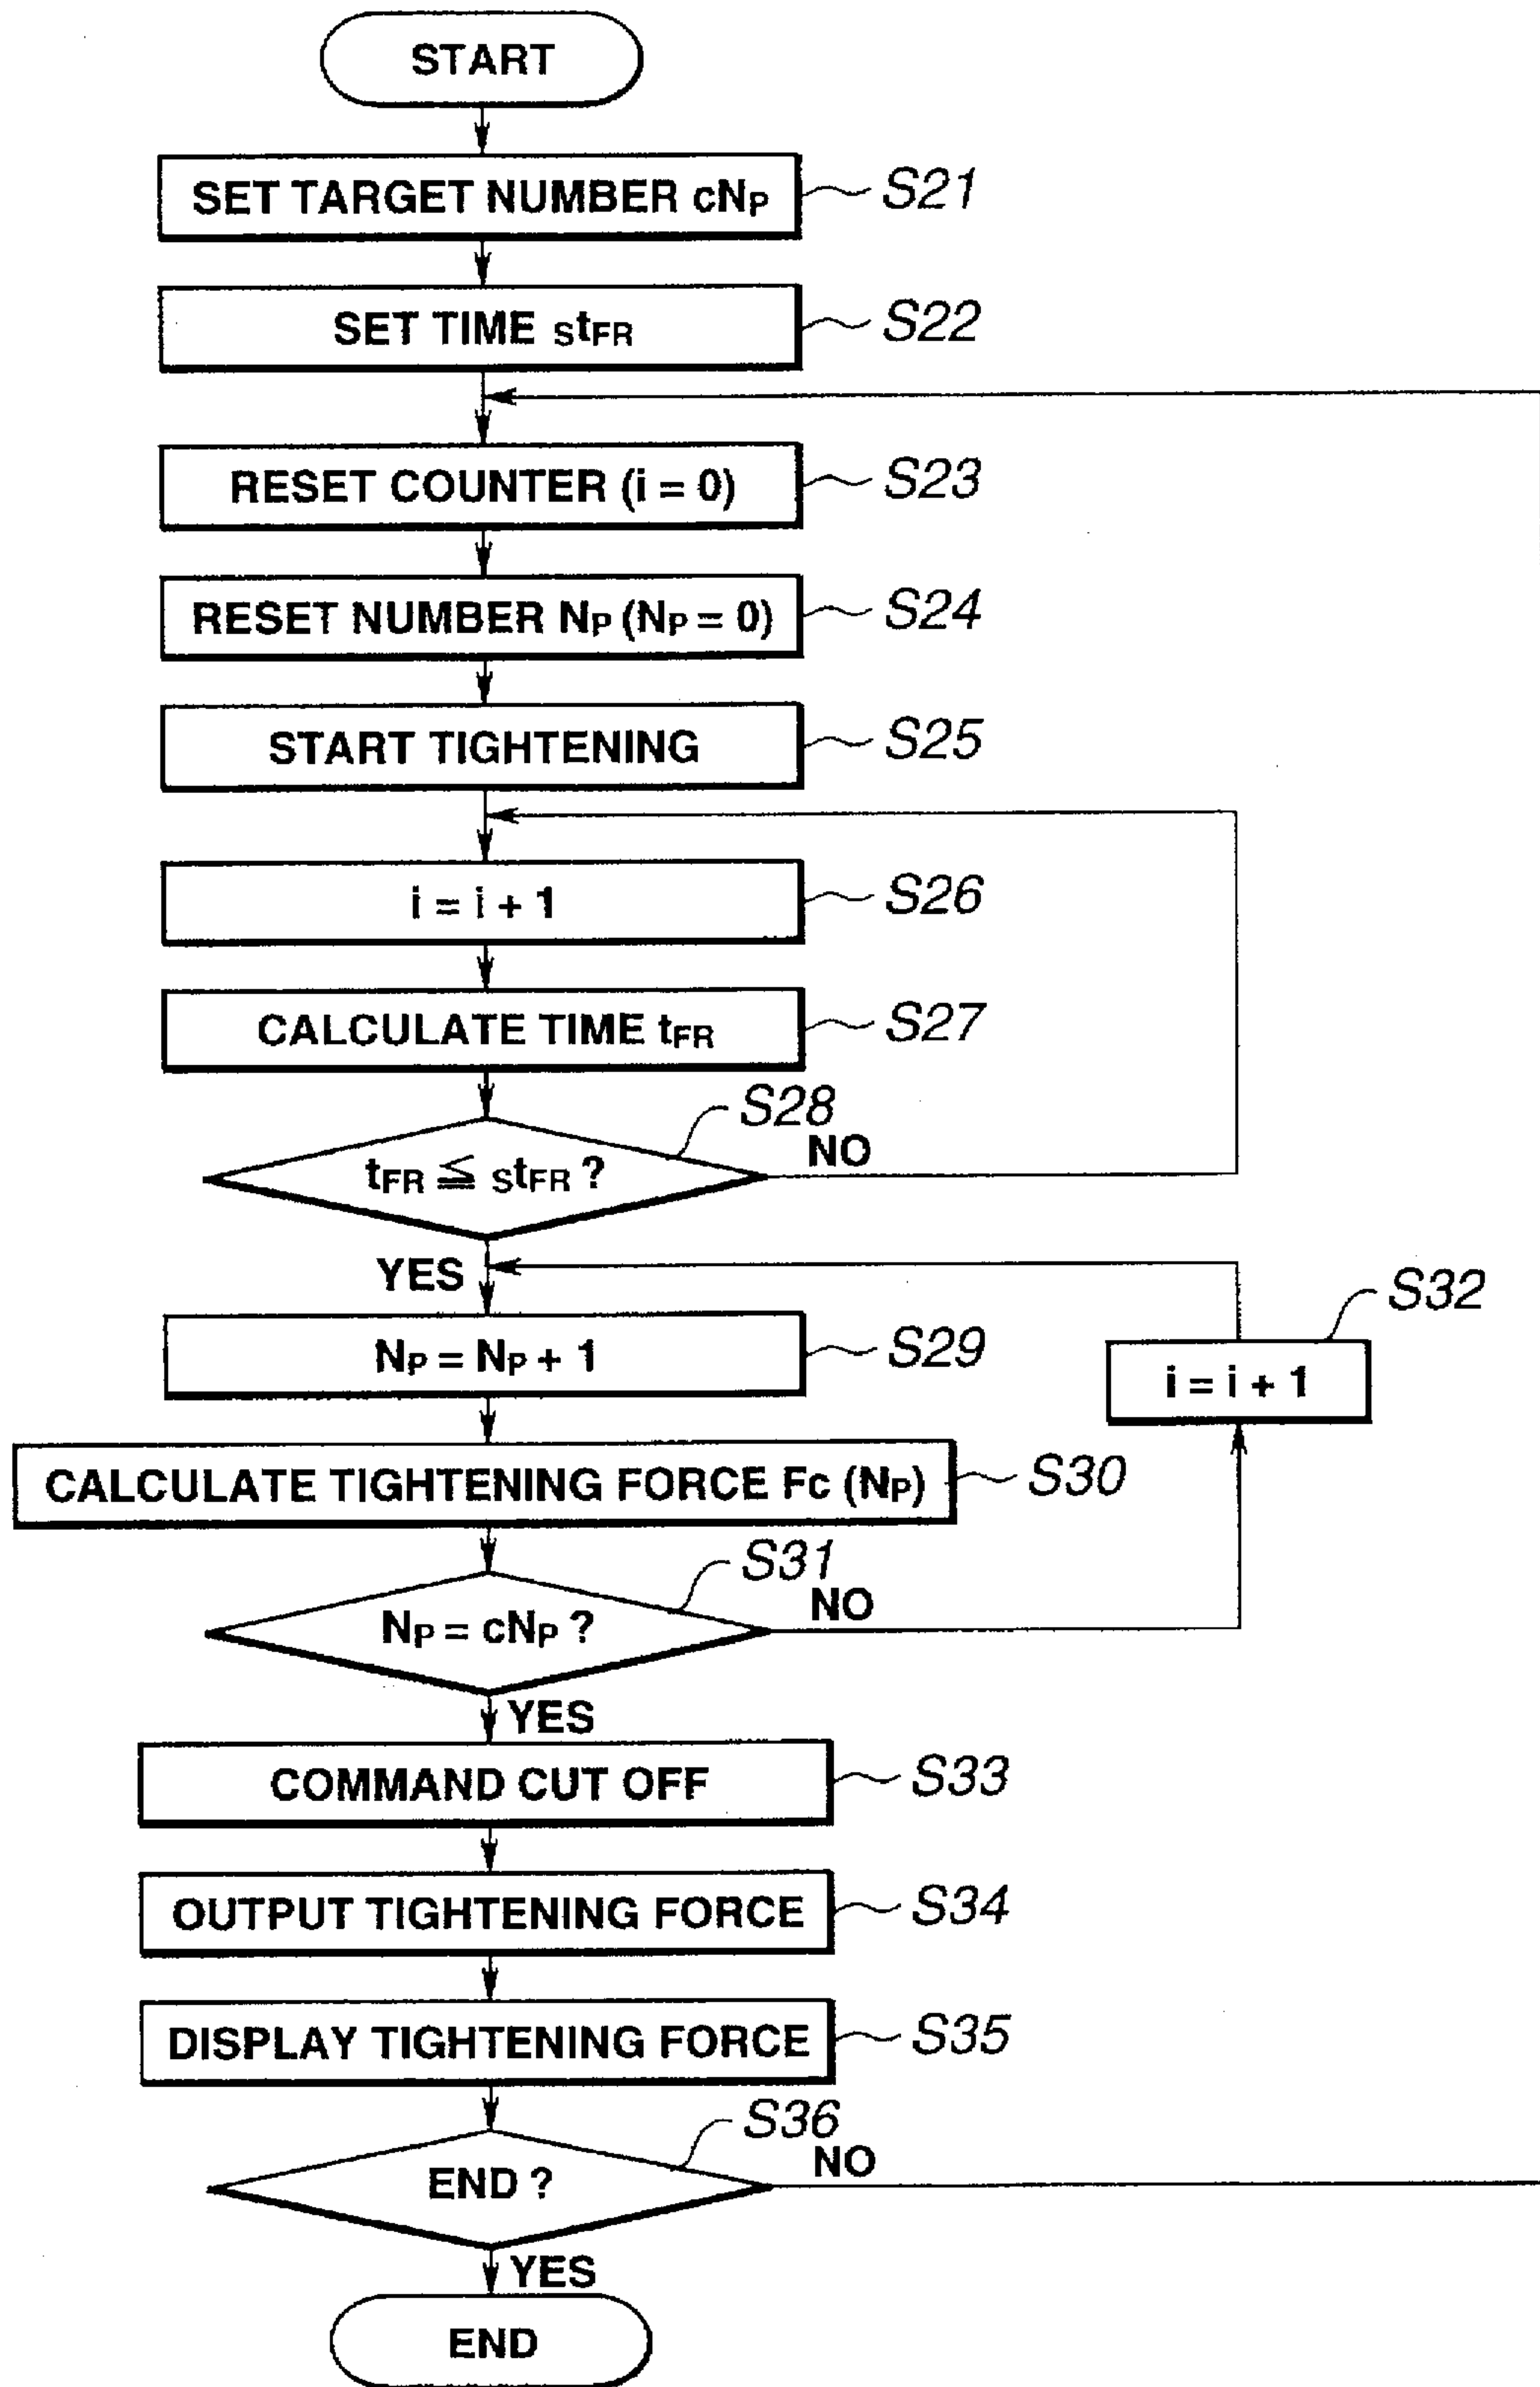 START
SET TARGET NUMBER cNP
S21
SET TIME StFR
S22
RESET COUNTER (i = 0)
S23
RESET NUMBER NP (NP = 0)
S24
START TIGHTENING
S25
i = i + 1
S26
CALCULATE TIME tFR
S27
S28
tFR ≦ StFR ?
NO
YES
NP = NP + 1
S29
S32
i = i + 1
CALCULATE TIGHTENING FORCE Fc (NP)
S30
S31
NP = cNP ?
NO
YES
COMMAND CUT OFF
S33
OUTPUT TIGHTENING FORCE
S34
DISPLAY TIGHTENING FORCE
S35
S36
END ?
NO
YES
END